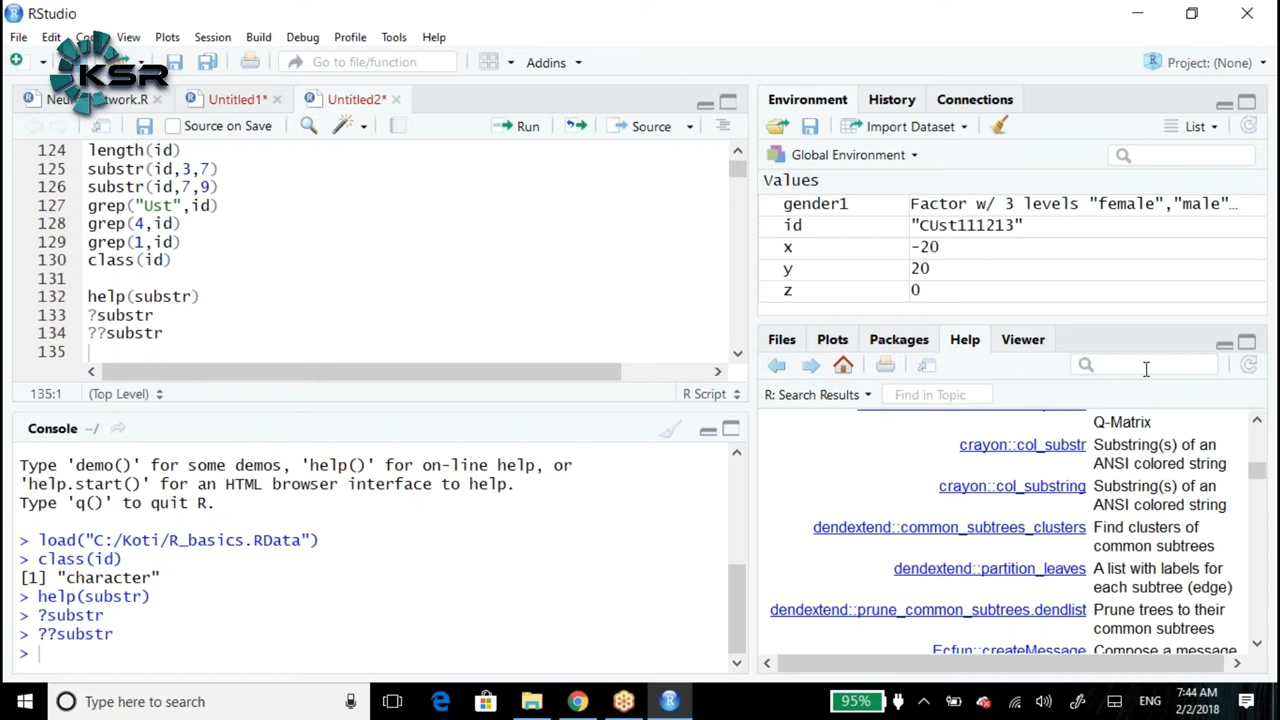 RStudio
File Edit Code View Plots Session Build Debug Profile Tools Help
KSR
Go to file/function
Addins
Project: (None)
Untitled1*
Untitled2*
Source on Save
Run
Source
124 length(id)
125 substr(id,3,7)
126 substr(id,7,9)
127 grep("Ust",id)
128 grep(4,id)
129 grep(1,id)
130 class(id)
131
132 help(substr)
133 ?substr
134 ??substr
135
135:1 (Top Level) R Script
Console ~/
Type 'demo()' for some demos, 'help()' for on-line help, or
'help.start()' for an HTML browser interface to help.
Type 'q()' to quit R.
> load("C:/Koti/R_basics.RData")
> class(id)
[1] "character"
> help(substr)
> ?substr
> ??substr
>
Environment History Connections
Import Dataset
List
Global Environment
Values
gender1 Factor w/ 3 levels "female","male"…
id "CUst111213"
x -20
y 20
z 0
Files Plots Packages Help Viewer
R: Search Results Find in Topic
Q-Matrix
crayon::col_substr Substring(s) of an
ANSI colored string
crayon::col_substring Substring(s) of an
ANSI colored string
dendextend::common_subtrees_clusters Find clusters of
common subtrees
dendextend::partition_leaves A list with labels for
each subtree (edge)
dendextend::prune_common_subtrees.dendlist Prune trees to their
common subtrees
Ecfun::createMessage Compose a message
Type here to search
95%
ENG
7:44 AM
2/2/2018